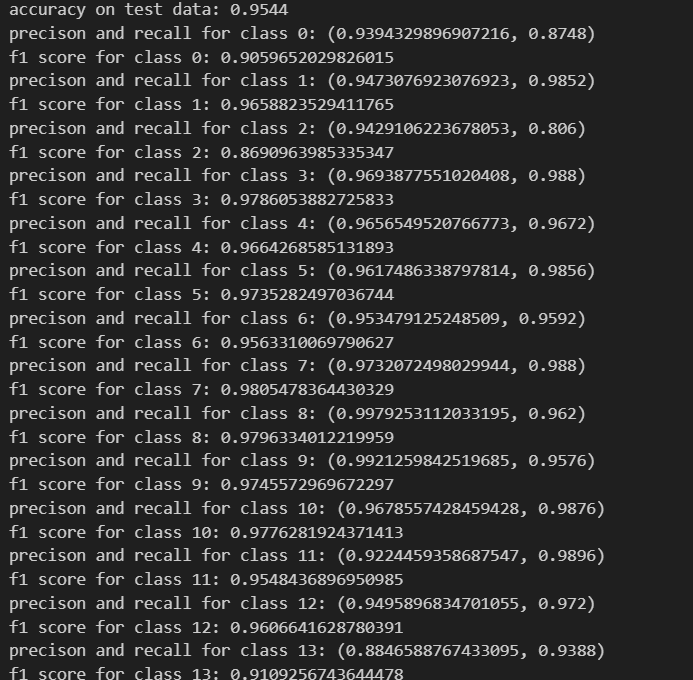 accuracy on test data: 0.9544
precison and recall for class 0: (0.9394329896907216, 0.8748)
f1 score for class 0: 0.9059652029826015
precison and recall for class 1: (0.9473076923076923, 0.9852)
f1 score for class 1: 0.9658823529411765
precison and recall for class 2: (0.9429106223678053, 0.806)
f1 score for class 2: 0.8690963985335347
precison and recall for class 3: (0.9693877551020408, 0.988)
f1 score for class 3: 0.9786053882725833
precison and recall for class 4: (0.9656549520766773, 0.9672)
f1 score for class 4: 0.9664268585131893
precison and recall for class 5: (0.9617486338797814, 0.9856)
f1 score for class 5: 0.9735282497036744
precison and recall for class 6: (0.953479125248509, 0.9592)
f1 score for class 6: 0.9563310069790627
precison and recall for class 7: (0.9732072498029944, 0.988)
f1 score for class 7: 0.9805478364430329
precison and recall for class 8: (0.9979253112033195, 0.962)
f1 score for class 8: 0.9796334012219959
precison and recall for class 9: (0.9921259842519685, 0.9576)
f1 score for class 9: 0.9745572969672297
precison and recall for class 10: (0.9678557428459428, 0.9876)
f1 score for class 10: 0.9776281924371413
precison and recall for class 11: (0.9224459358687547, 0.9896)
f1 score for class 11: 0.9548436896950985
precison and recall for class 12: (0.9495896834701055, 0.972)
f1 score for class 12: 0.9606641628780391
precison and recall for class 13: (0.8846588767433095, 0.9388)
f1 score for class 13: 0.9109256743644478